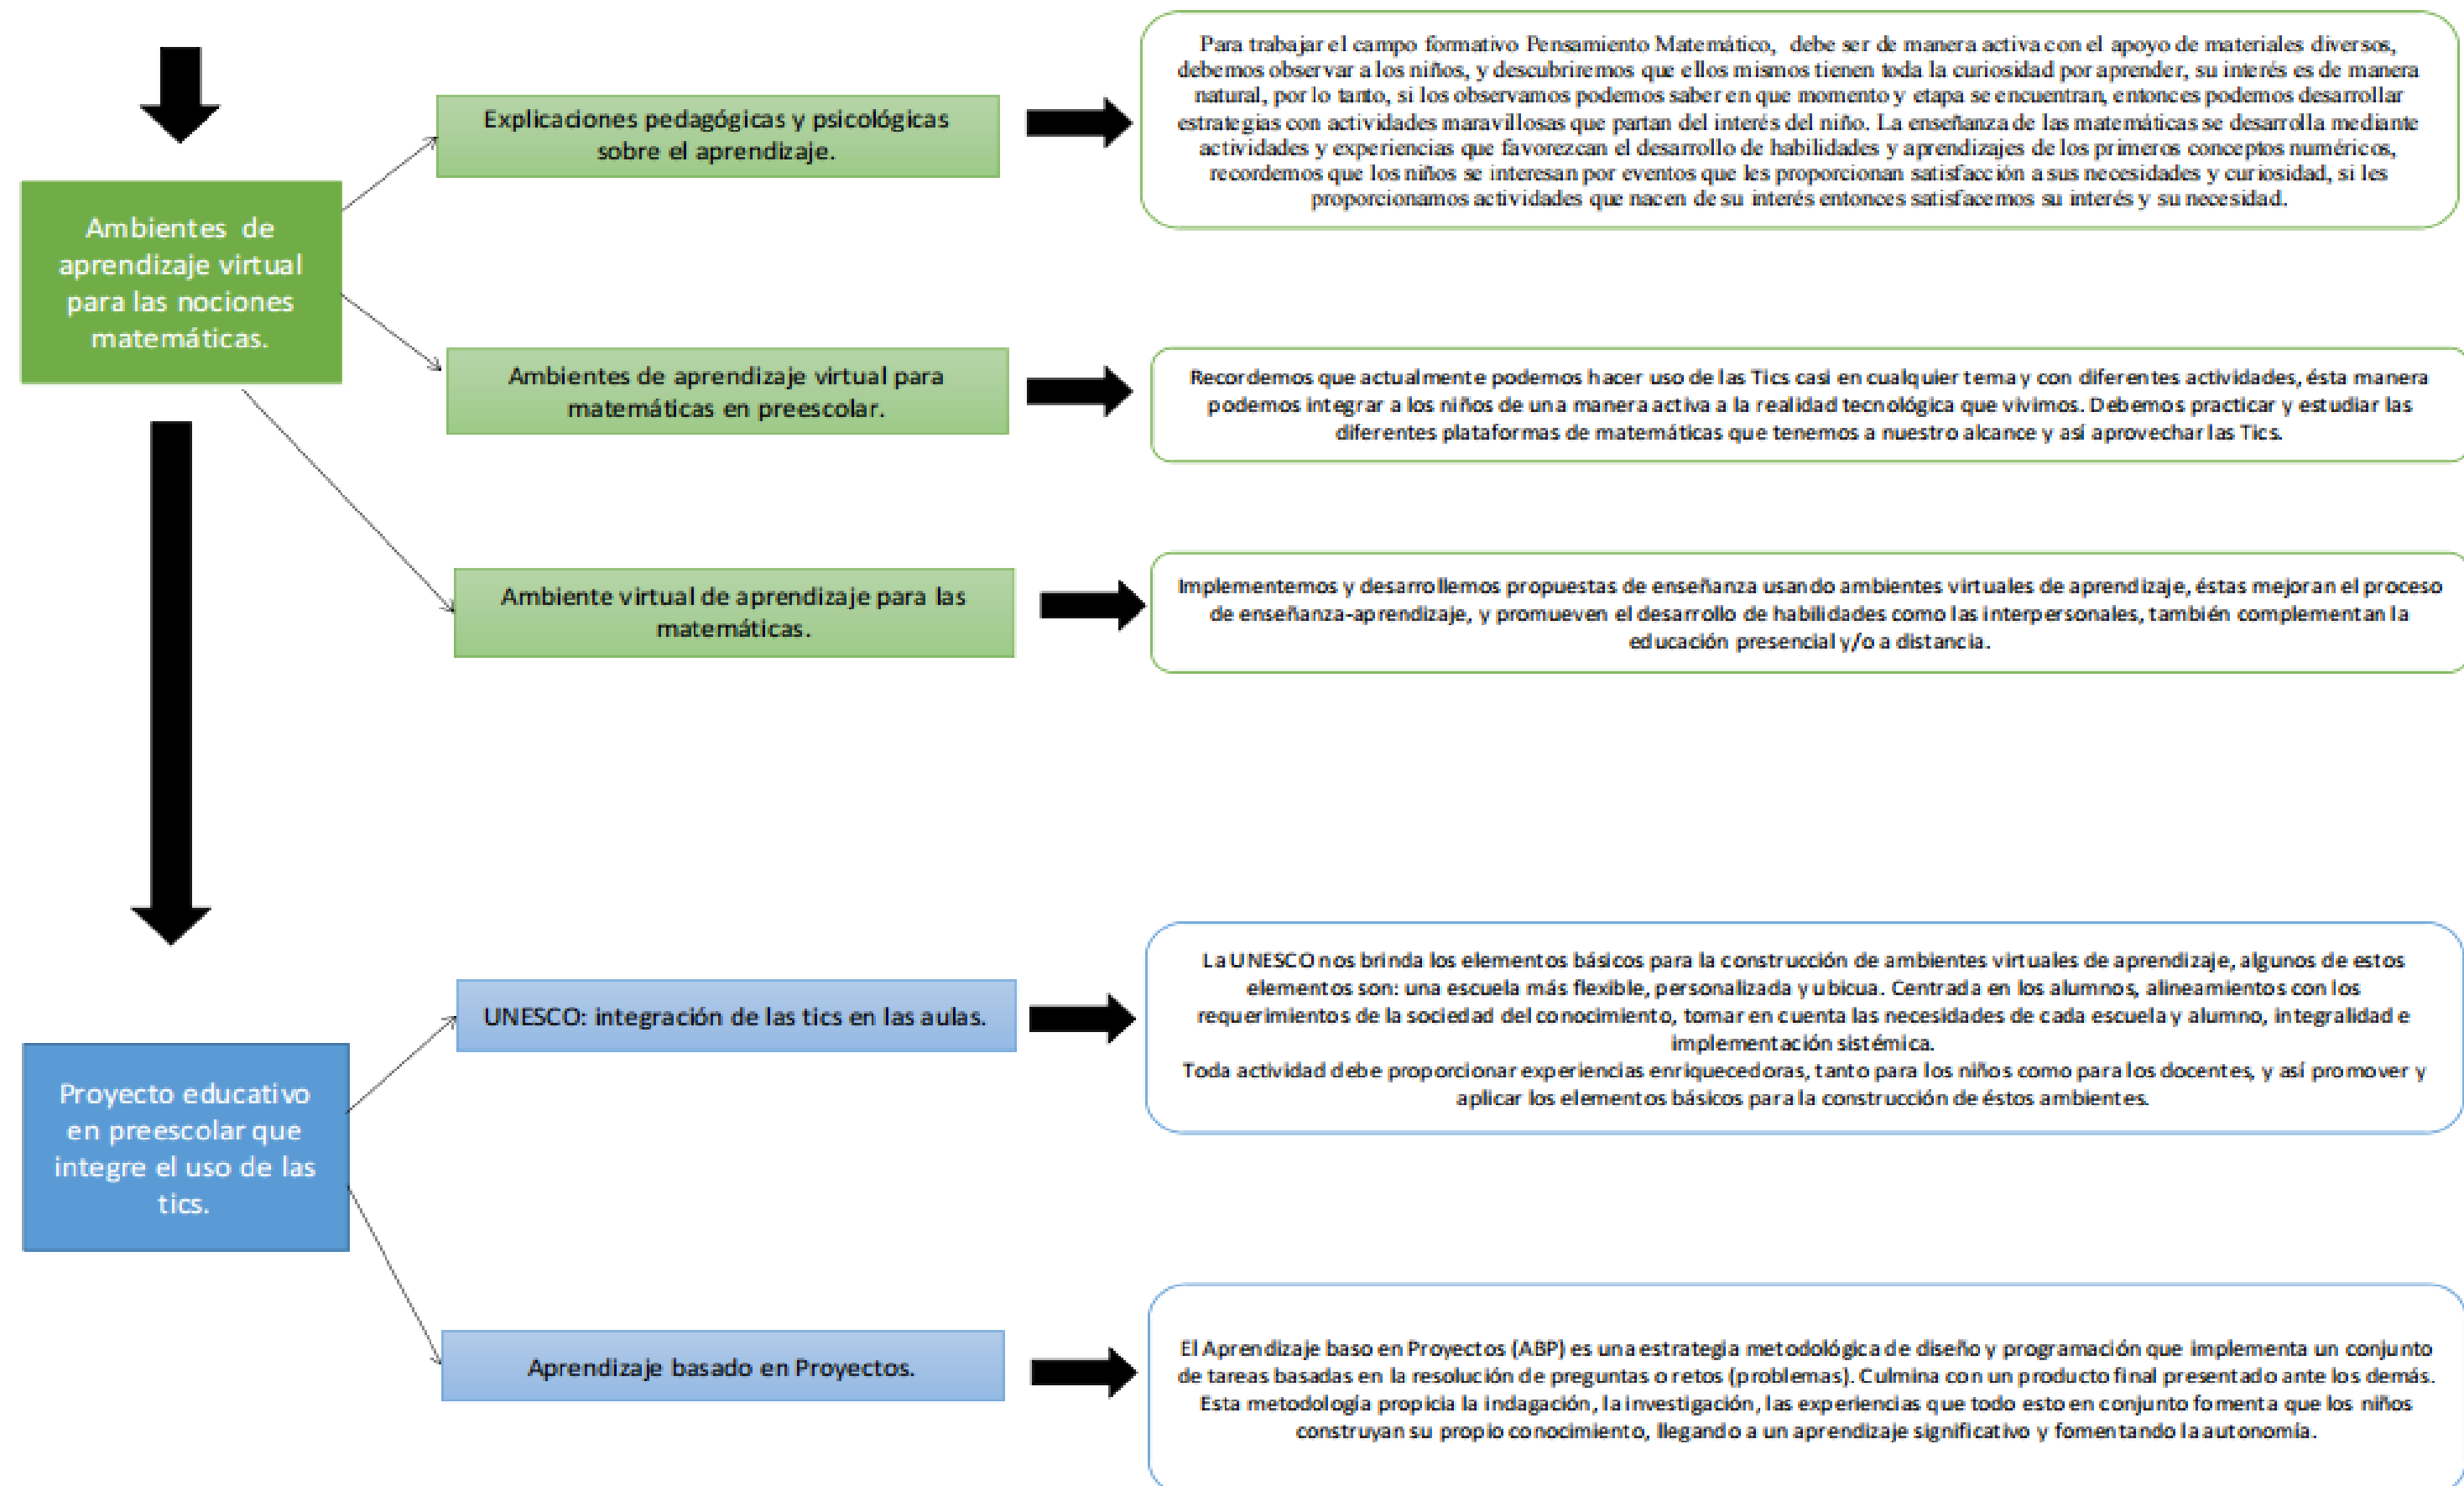 Para trabajar el campo formativo Pensamiento Matemático, debe ser de manera activa con el apoyo de materiales diversos,
debemos observar a los niños, y descubriremos que ellos mismos tienen toda la curiosidad por aprender, su interés es de manera
natural, por lo tanto, si los observamos podemos saber en que momento y etapa se encuentran, entonces podemos desarrollar
estrategias con actividades maravillosas que partan del interés del niño. La enseñanza de las matemáticas se desarrolla mediante
actividades y experiencias que favorezcan el desarrollo de habilidades y aprendizajes de los primeros conceptos numéricos,
recordemos que los niños se interesan por eventos que les proporcionan satisfacción a sus necesidades y curiosidad, si les
proporcionamos actividades que nacen de su interés entonces satisfacemos su interés y su necesidad.
Explicaciones pedagógicas y psicológicas
sobre el aprendizaje.
Ambientes de
aprendizaje virtual
para las nociones
matemáticas.
Ambientes de aprendizaje virtual para
matemáticas en preescolar.
Recordemos que actualmente podemos hacer uso de las Tics casi en cualquier tema y con diferentes actividades, ésta manera
podemos integrar a los niños de una manera activa a la realidad tecnológica que vivimos. Debemos practicar y estudiar las
diferentes plataformas de matemáticas que tenemos a nuestro alcance y así aprovechar las Tics.
Ambiente virtual de aprendizaje para las
matemáticas.
Implementemos y desarrollemos propuestas de enseñanza usando ambientes virtuales de aprendizaje, éstas mejoran el proceso
de enseñanza-aprendizaje, y promueven el desarrollo de habilidades como las interpersonales, también complementan la
educación presencial y/o a distancia.
La UNESCO nos brinda los elementos básicos para la construcción de ambientes virtuales de aprendizaje, algunos de estos
elementos son: una escuela más flexible, personalizada y ubicua. Centrada en los alumnos, alineamientos con los
requerimientos de la sociedad del conocimiento, tomar en cuenta las necesidades de cada escuela y alumno, integralidad e
implementación sistémica.
Toda actividad debe proporcionar experiencias enriquecedoras, tanto para los niños como para los docentes, y así promover y
aplicar los elementos básicos para la construcción de éstos ambientes.
UNESCO: integración de las tics en las aulas.
Proyecto educativo
en preescolar que
integre el uso de las
tics.
Aprendizaje basado en Proyectos.
El Aprendizaje baso en Proyectos (ABP) es una estrategia metodológica de diseño y programación que implementa un conjunto
de tareas basadas en la resolución de preguntas o retos (problemas). Culmina con un producto final presentado ante los demás.
Esta metodología propicia la indagación, la investigación, las experiencias que todo esto en conjunto fomenta que los niños
construyan su propio conocimiento, llegando a un aprendizaje significativo y fomentando la autonomía.